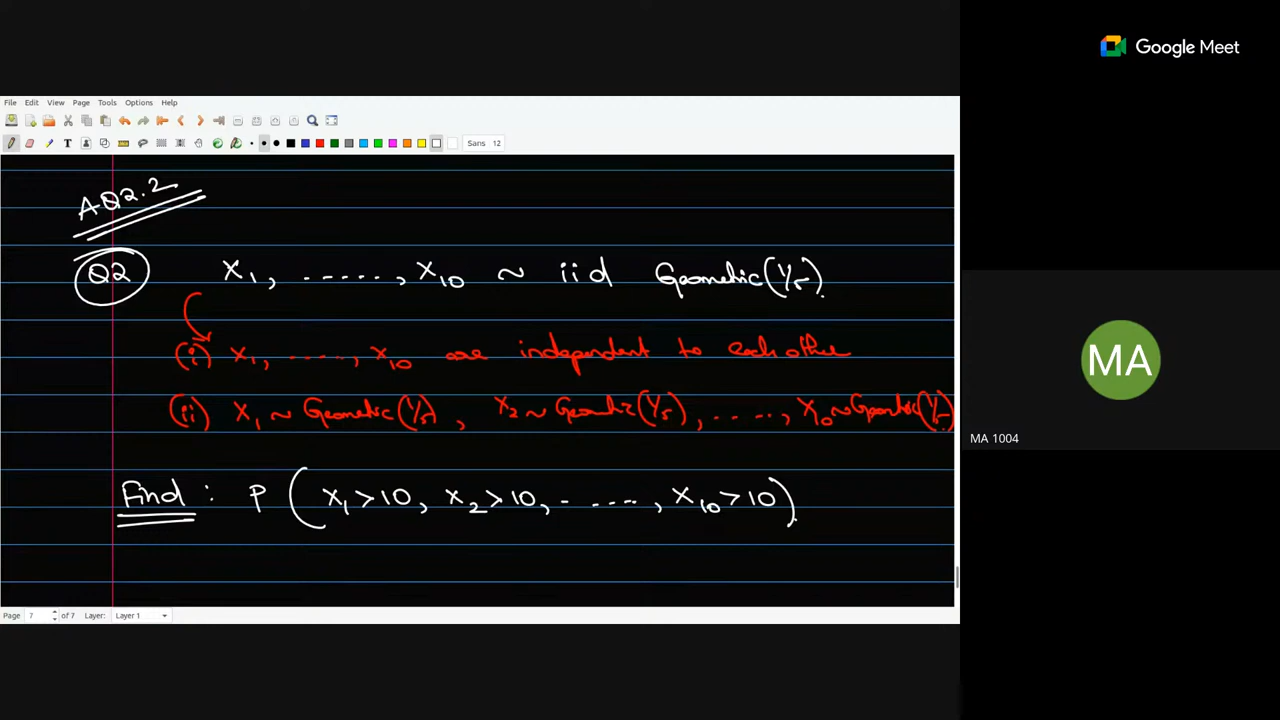 Google Meet
File Edit View Page Tools Options Help
Sans 12
AQ2.2
Q2 X1, ......, X10 ~ iid Geometric(1/5).
(i) X1, ......, X10 are independent to each other
(ii) X1 ~ Geometric(1/5), X2 ~ Geometric(1/5), ......, X10 ~ Geometric(1/5).
Find : P (X1 > 10, X2 > 10, ......, X10 > 10).
MA
MA 1004
Page 7 of 7 Layer: Layer 1